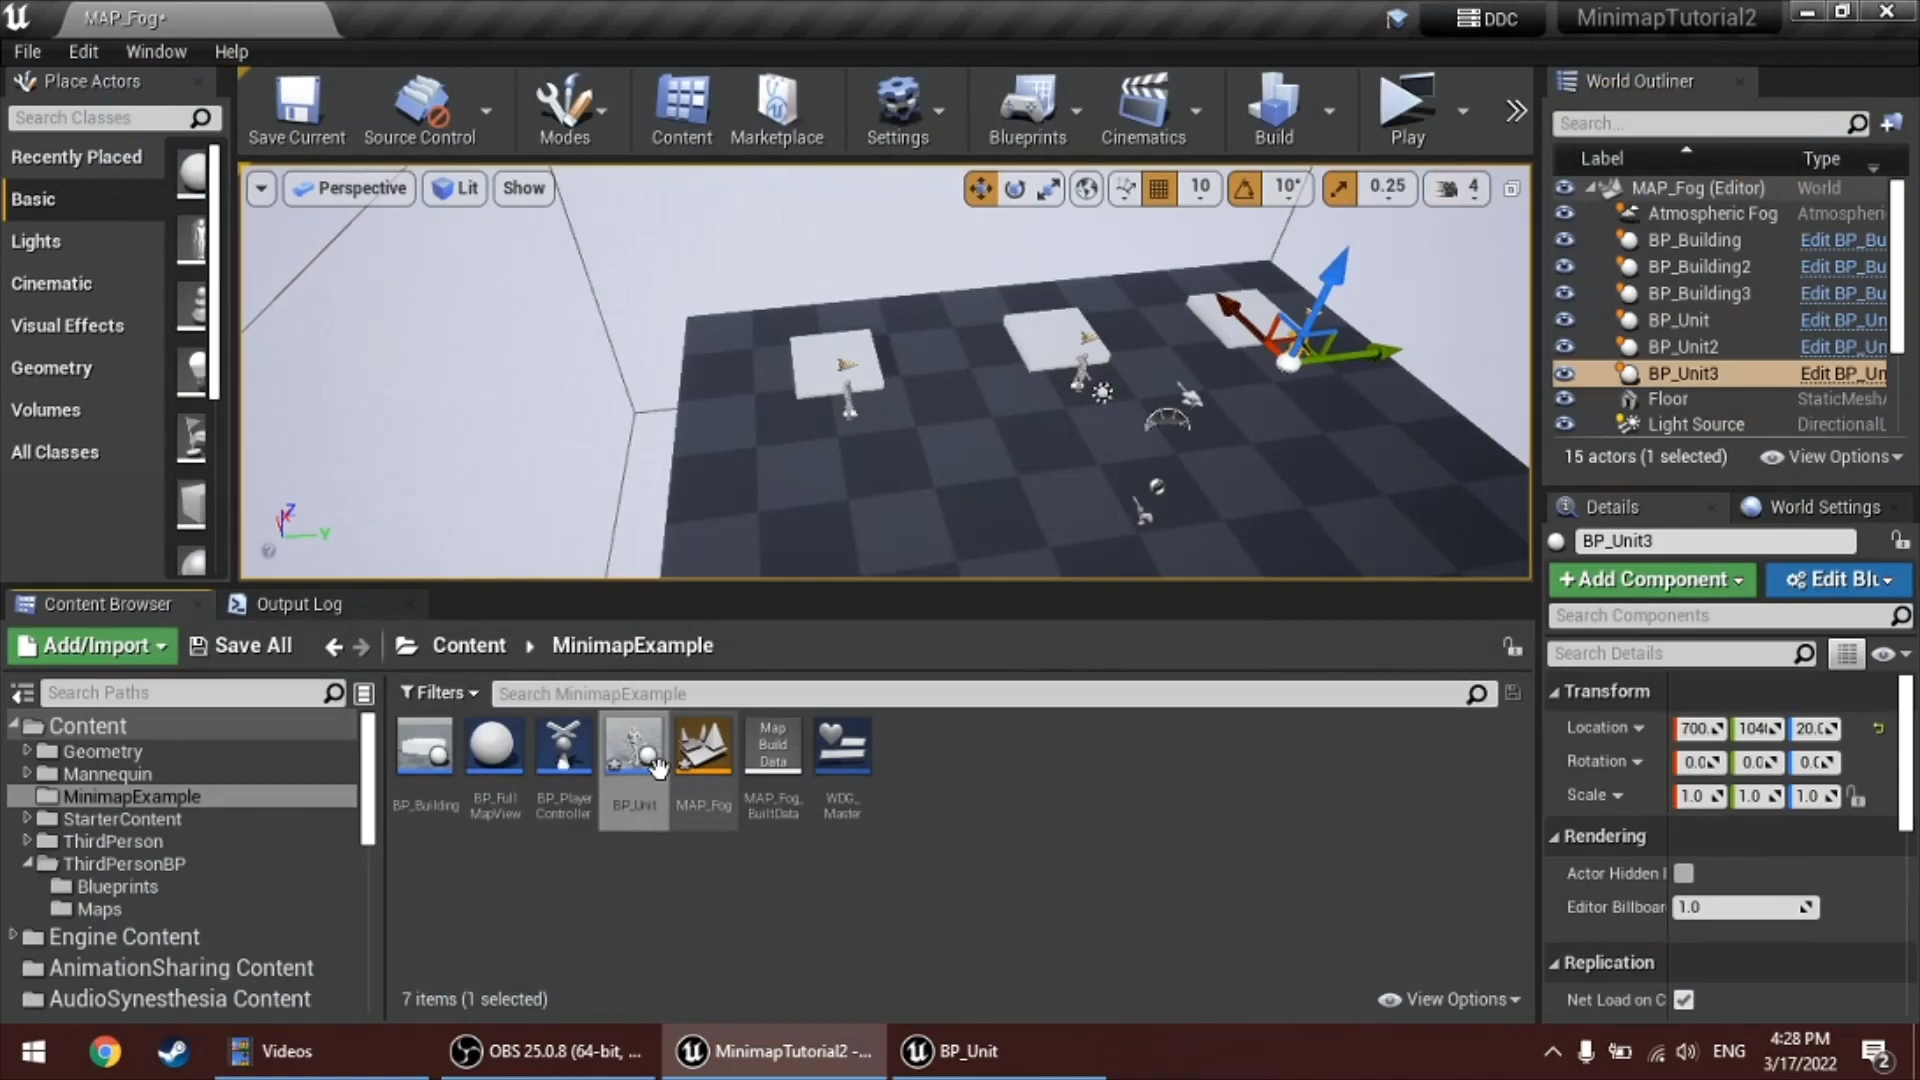 MAP_Fog*
DDC
MinimapTutorial2
File
Edit
Window
Help
Place Actors
Search Classes
Recently Placed
Basic
Lights
Cinematic
Visual Effects
Geometry
Volumes
All Classes
Save Current
Source Control
Modes
Content
Marketplace
Settings
Blueprints
Cinematics
Build
Play
Perspective
Lit
Show
10
10°
0.25
4
Z
X
Y
World Outliner
Search...
Label
Type
MAP_Fog (Editor) World
Atmospheric Fog Atmospheri
BP_Building Edit BP_Bu
BP_Building2 Edit BP_Bu
BP_Building3 Edit BP_Bu
BP_Unit Edit BP_Un
BP_Unit2 Edit BP_Un
BP_Unit3 Edit BP_Un
Floor StaticMesh
Light Source DirectionalL
15 actors (1 selected)
View Options
Details
World Settings
BP_Unit3
+Add Component
Edit Blu
Search Components
Search Details
Transform
Location 700. 104 20.0
Rotation 0.0 0.0 0.0
Scale 1.0 1.0 1.0
Rendering
Actor Hidden I
Editor Billboar 1.0
Replication
Net Load on C
Content Browser
Output Log
Add/Import
Save All
Content
MinimapExample
Search Paths
Filters
Search MinimapExample
Content
Geometry
Mannequin
MinimapExample
StarterContent
ThirdPerson
ThirdPersonBP
Blueprints
Maps
Engine Content
AnimationSharing Content
AudioSynesthesia Content
BP_Building
BP_Full
MapView
BP_Player
Controller
BP_Unit
MAP_Fog
Map
Build
Data
MAP_Fog_
BuiltData
WDG_
Master
7 items (1 selected)
View Options
Videos
OBS 25.0.8 (64-bit, ...
MinimapTutorial2 -...
BP_Unit
ENG
4:28 PM
3/17/2022
2